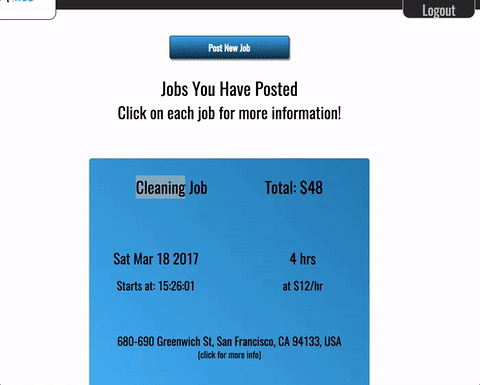 Logout
Post New Job
Jobs You Have Posted
Click on each job for more information!
Cleaning Job
Total: $48
Sat Mar 18 2017
4 hrs
Starts at: 15:26:01
at $12/hr
680-690 Greenwich St, San Francisco, CA 94133, USA
(click for more info)